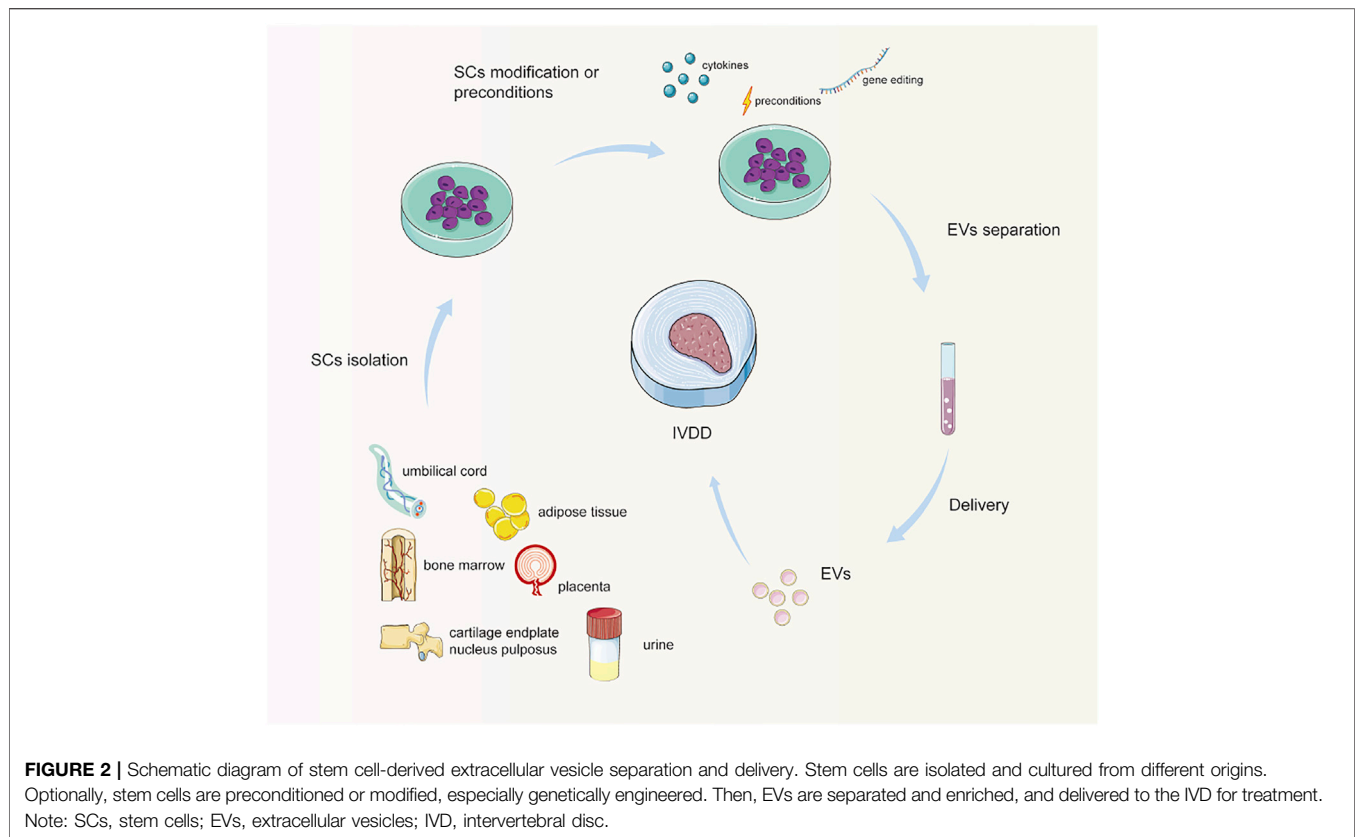 SCs modification or
preconditions
cytokines
gene editing
preconditions
EVs separation
SCs isolation
IVDD
umbilical cord
adipose tissue
Delivery
bone marrow
placenta
EVs
cartilage endplate
nucleus pulposus
urine
FIGURE 2 | Schematic diagram of stem cell-derived extracellular vesicle separation and delivery. Stem cells are isolated and cultured from different origins.
Optionally, stem cells are preconditioned or modified, especially genetically engineered. Then, EVs are separated and enriched, and delivered to the IVD for treatment.
Note: SCs, stem cells; EVs, extracellular vesicles; IVD, intervertebral disc.